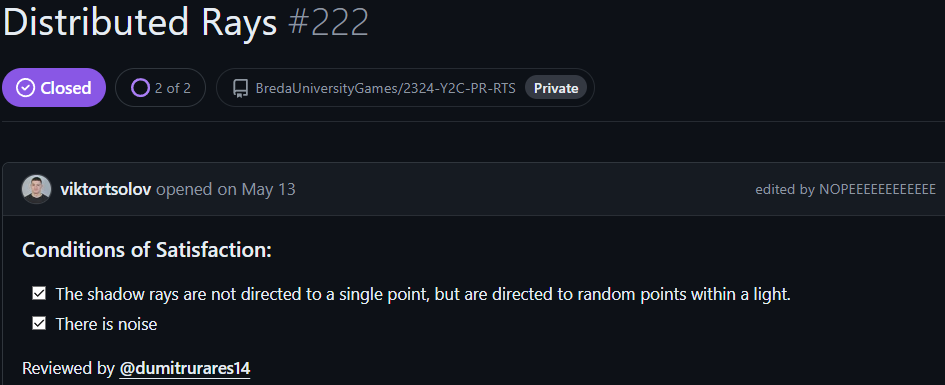 Distributed Rays #222
Closed 2 of 2 BredaUniversityGames/2324-Y2C-PR-RTS Private
viktortsolov opened on May 13 edited by NOPEEEEEEEEEEEE
Conditions of Satisfaction:
The shadow rays are not directed to a single point, but are directed to random points within a light.
There is noise
Reviewed by @dumitrurares14